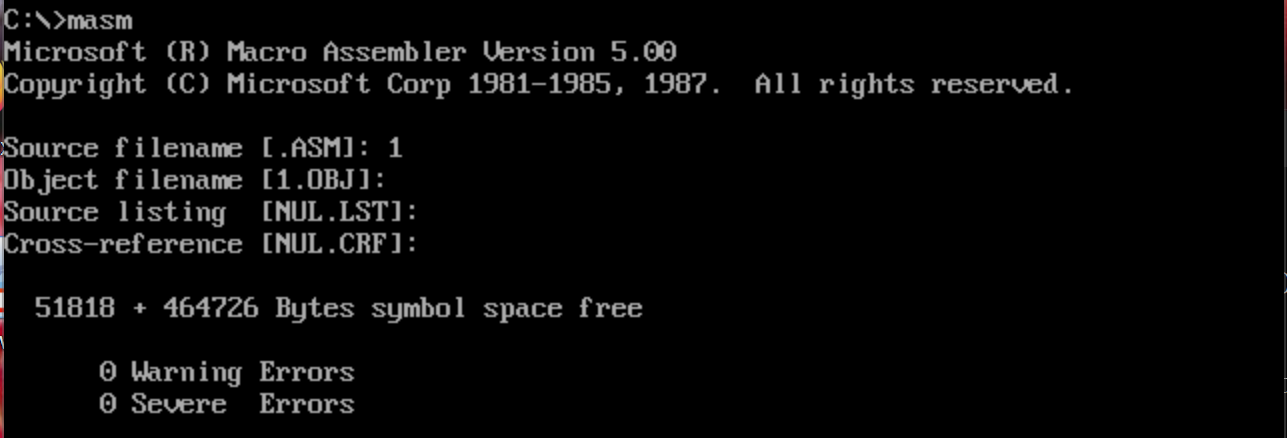 C:\>masm
Microsoft (R) Macro Assembler Version 5.00
Copyright (C) Microsoft Corp 1981-1985, 1987.  All rights reserved.
Source filename [.ASM]: 1
Object filename [1.OBJ]:
Source listing  [NUL.LST]:
Cross-reference [NUL.CRF]:
51818 + 464726 Bytes symbol space free
0 Warning Errors
0 Severe  Errors